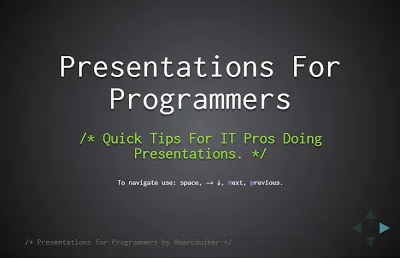 Presentations For
Programmers
/* Quick Tips For IT Pros Doing
Presentations. */
To navigate use: space, → ↓, next, previous.
/* Presentations for Programmers by @marcduiker */